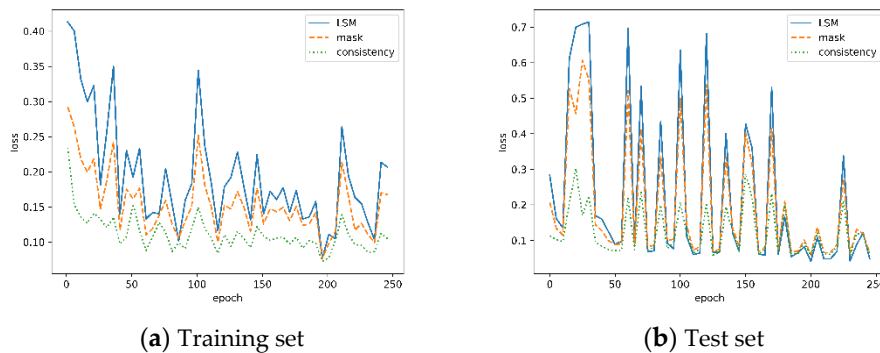 LSM
mask
consistency
0.40
0.35
0.30
0.25
0.20
0.15
0.10
loss
0 50 100 150 200 250
epoch
(a) Training set
LSM
mask
consistency
0.7
0.6
0.5
0.4
0.3
0.2
0.1
loss
0 50 100 150 200 250
epoch
(b) Test set